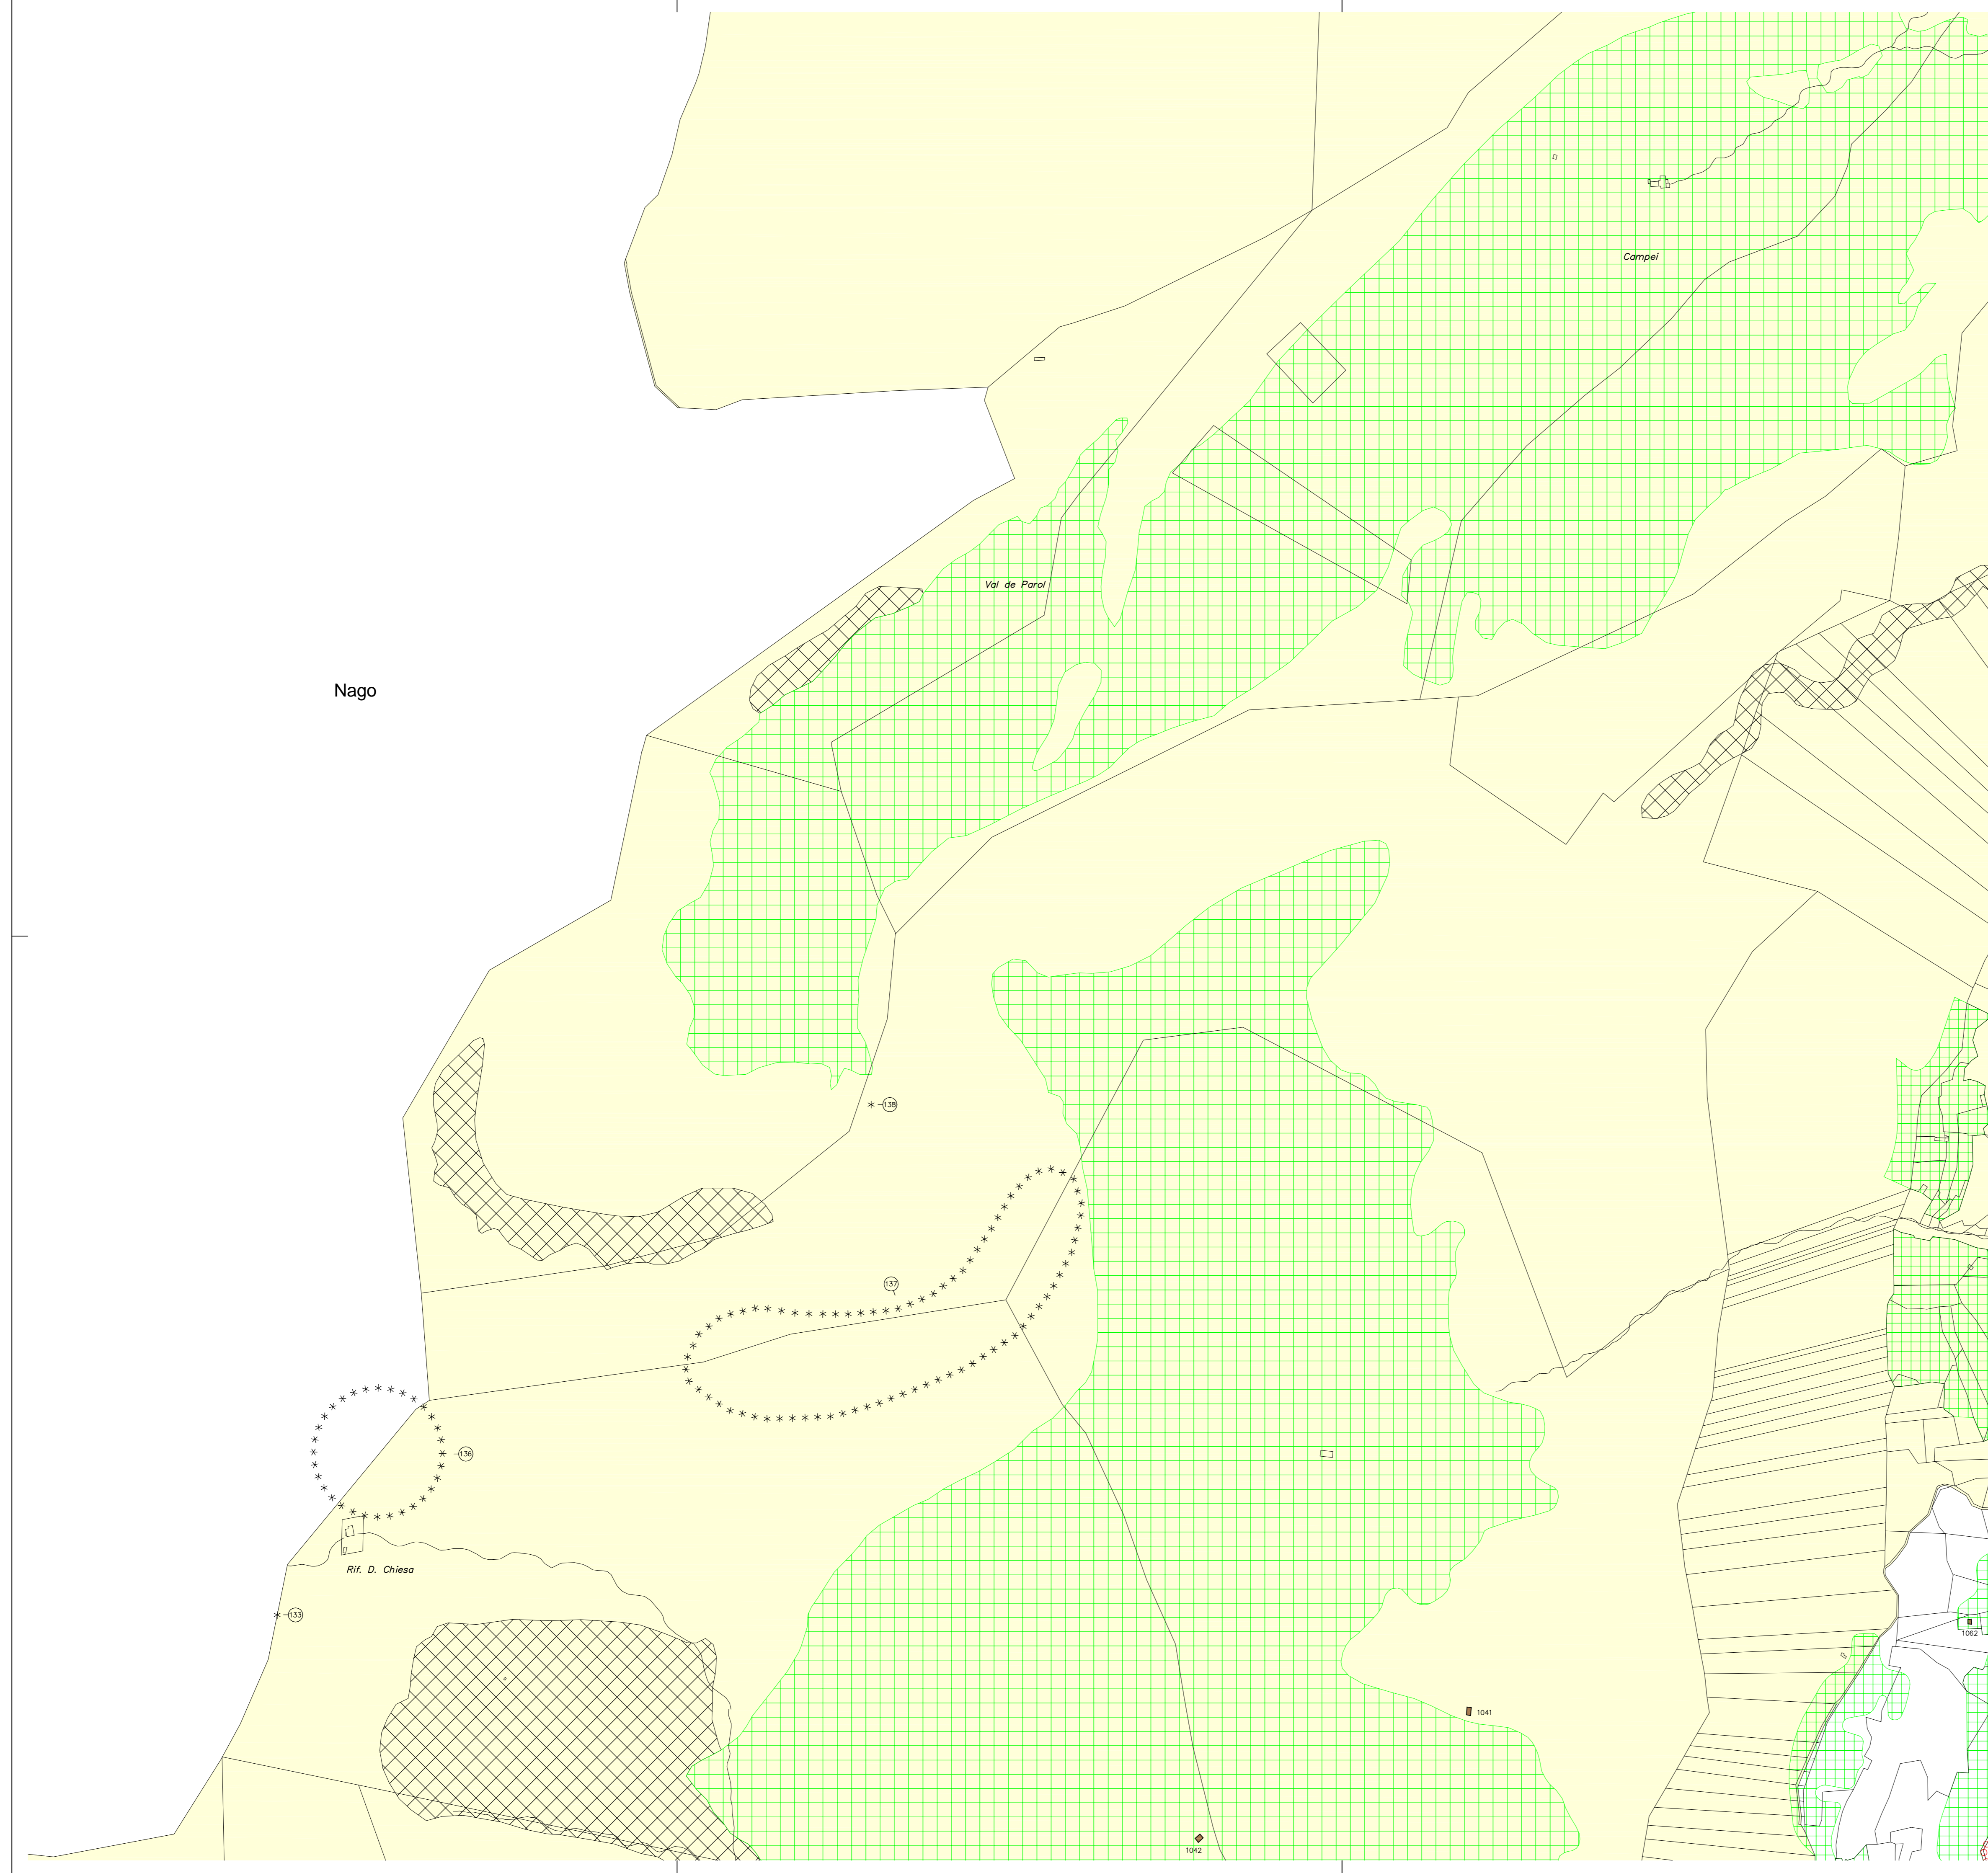 Campei
Val de Parol
Nago
138
137
136
Rif. D. Chiesa
133
1062
1041
1042